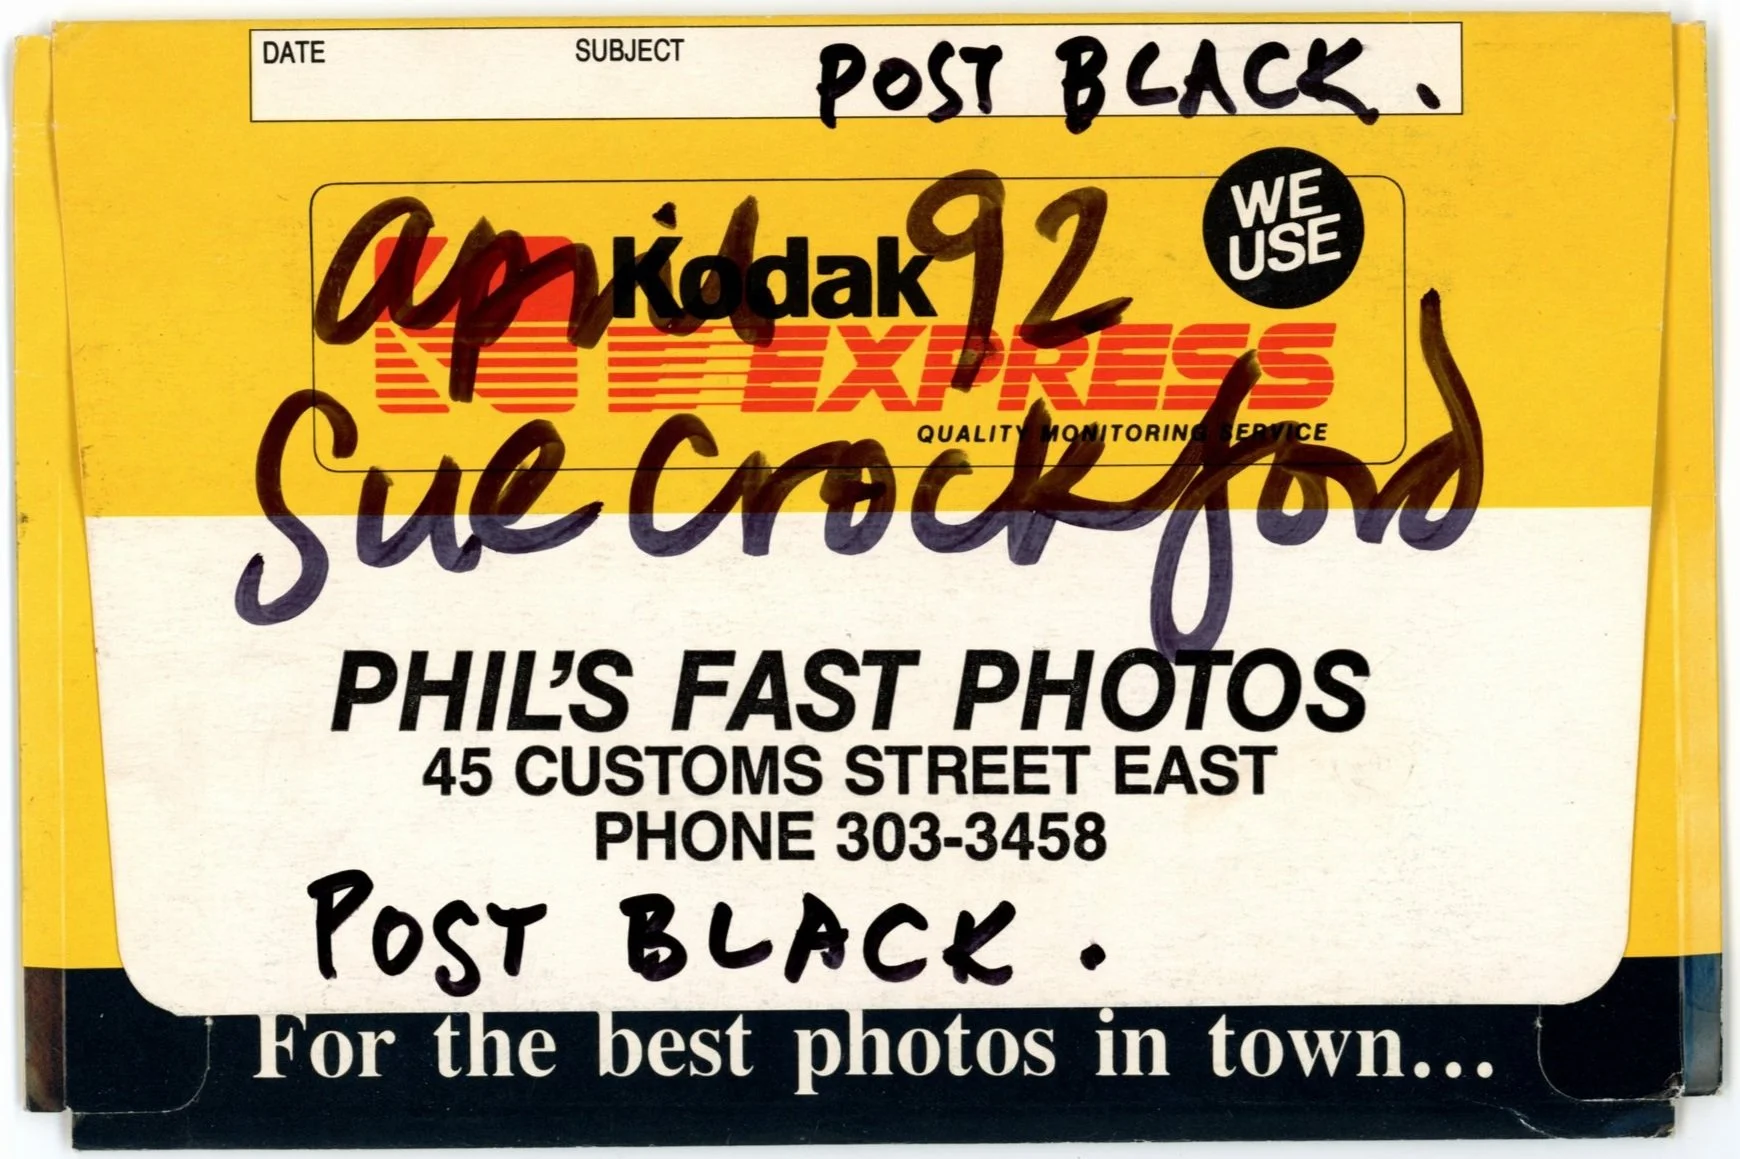 DATE SUBJECT POST BLACK.
WE
USE
april 92
Kodak
EXPRESS
QUALITY MONITORING SERVICE
Sue Crockford
PHIL'S FAST PHOTOS
45 CUSTOMS STREET EAST
PHONE 303-3458
POST BLACK.
For the best photos in town...